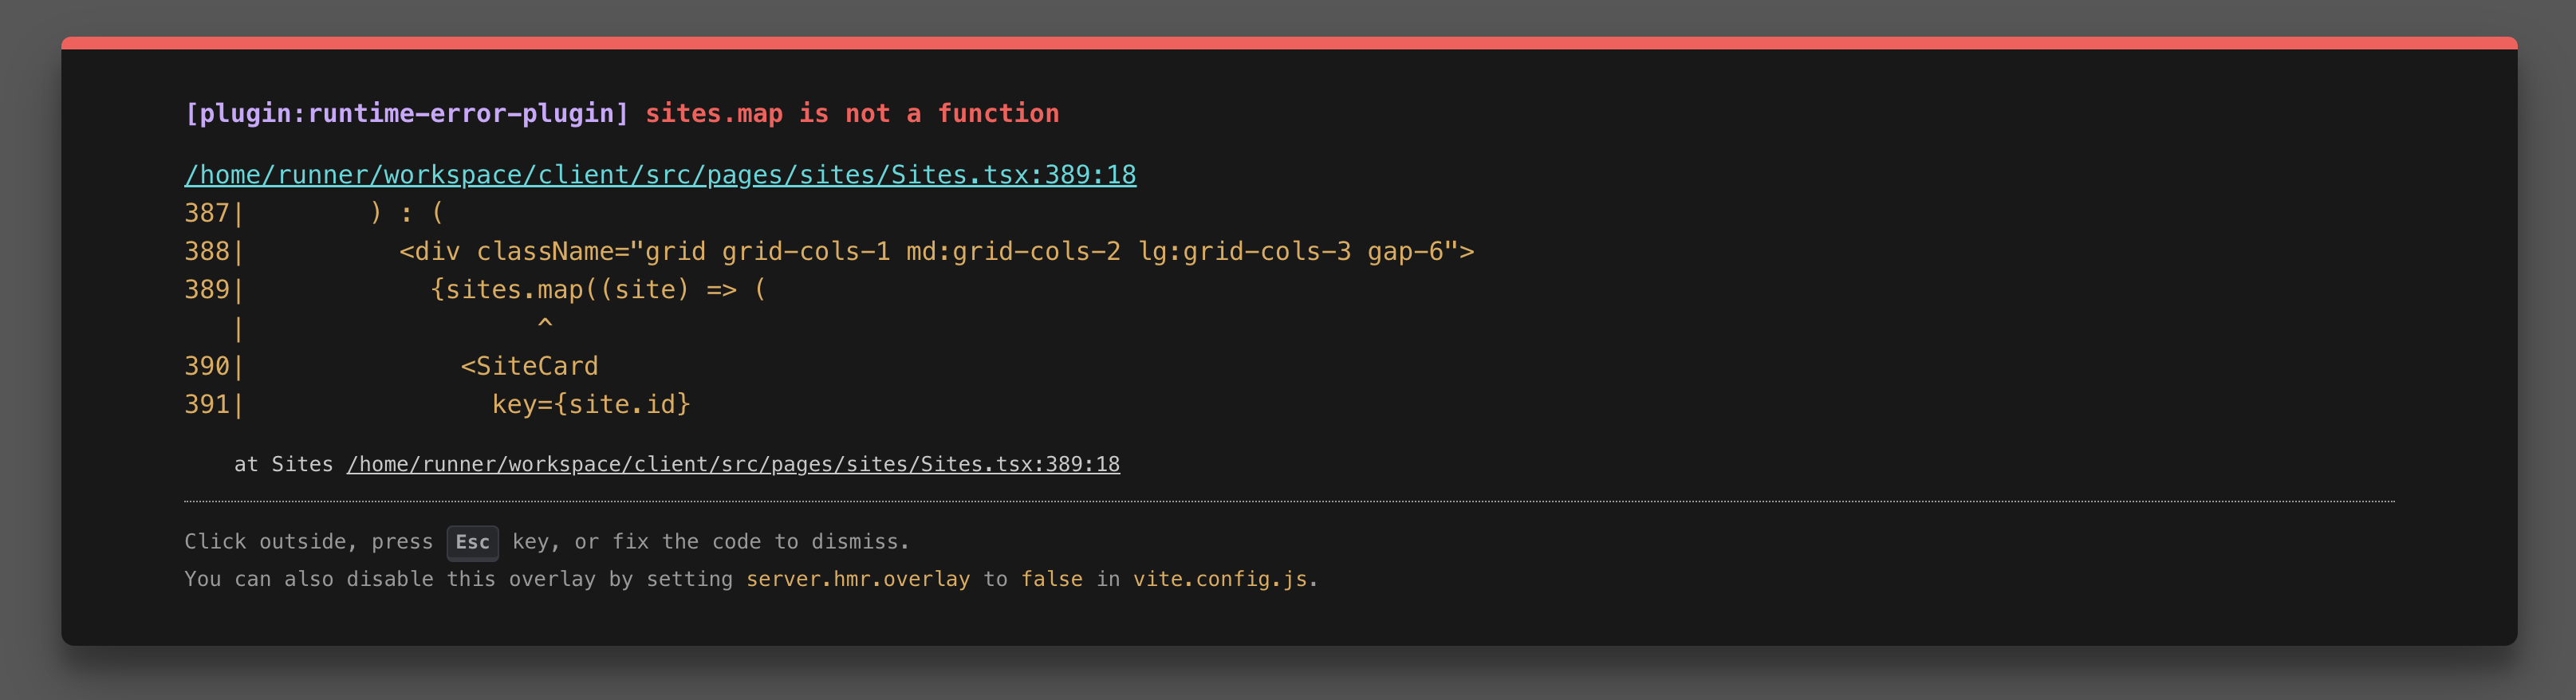 [plugin:runtime-error-plugin] sites.map is not a function
/home/runner/workspace/client/src/pages/sites/Sites.tsx:389:18
387|        ) : (
388|          <div className="grid grid-cols-1 md:grid-cols-2 lg:grid-cols-3 gap-6">
389|            {sites.map((site) => (
   |                   ^
390|              <SiteCard
391|                key={site.id}
    at Sites /home/runner/workspace/client/src/pages/sites/Sites.tsx:389:18
Click outside, press Esc key, or fix the code to dismiss.
You can also disable this overlay by setting server.hmr.overlay to false in vite.config.js.